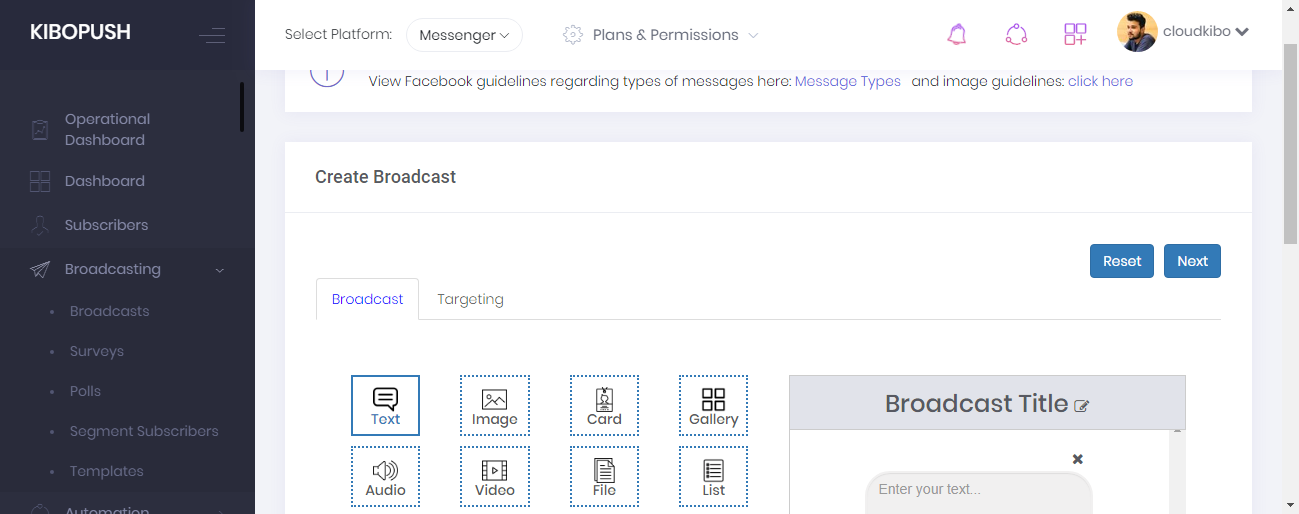 KIBOPUSH
Select Platform: Messenger Plans & Permissions cloudkibo
View Facebook guidelines regarding types of messages here: Message Types and image guidelines: click here
Operational
Dashboard
Dashboard
Subscribers
Broadcasting
Broadcasts
Surveys
Polls
Segment Subscribers
Templates
Automation
Create Broadcast
Reset Next
Broadcast Targeting
Text Image Card Gallery
Audio Video File List
Broadcast Title
Enter your text...